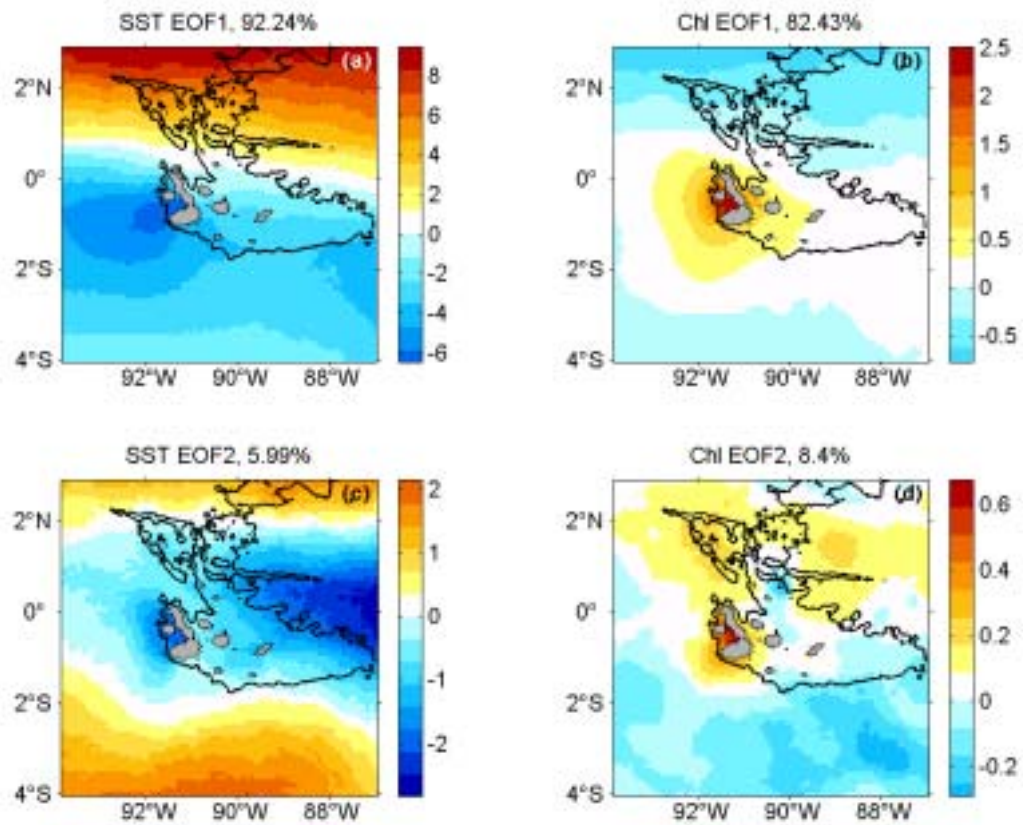 SST EOF1, 92.24%
(a)
2°N
0°
2°S
4°S
92°W 90°W 88°W
8
6
4
2
0
-2
-4
-6
Chl EOF1, 82.43%
(b)
2°N
0°
2°S
4°S
92°W 90°W 88°W
2.5
2
1.5
1
0.5
0
-0.5
SST EOF2, 5.99%
(c)
2°N
0°
2°S
4°S
92°W 90°W 88°W
2
1
0
-1
-2
Chl EOF2, 8.4%
(d)
2°N
0°
2°S
4°S
92°W 90°W 88°W
0.6
0.4
0.2
0
-0.2